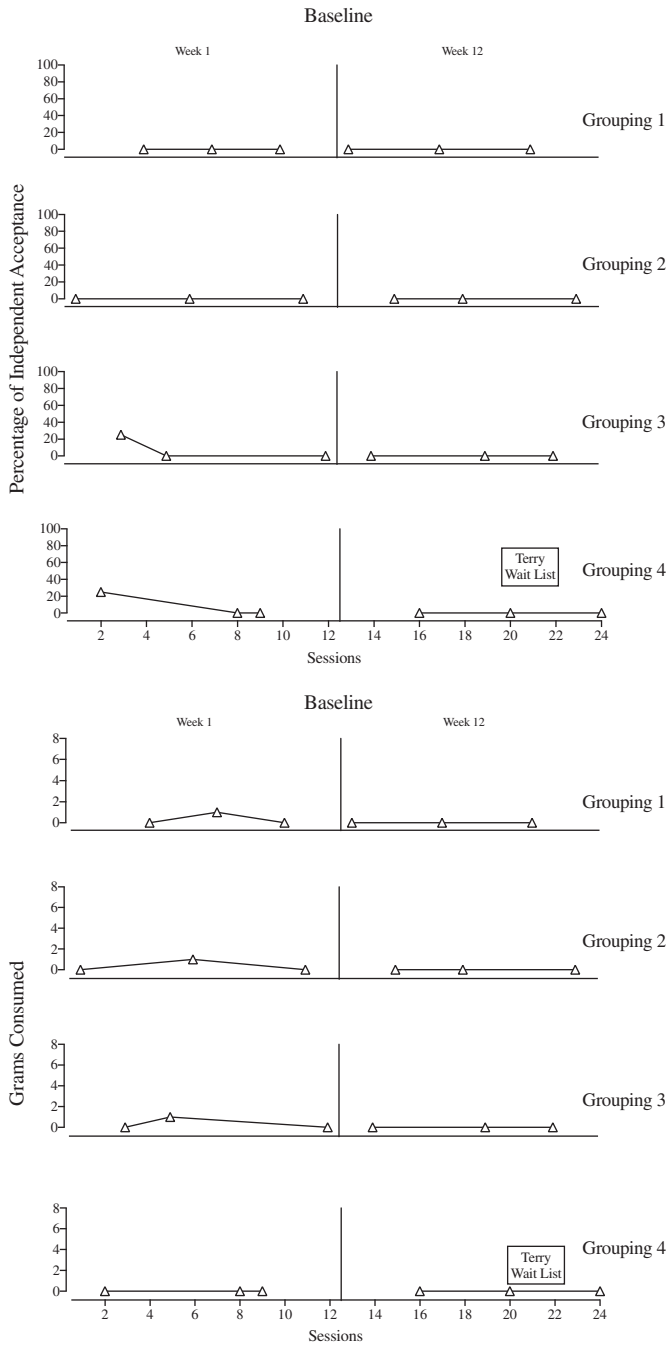 Baseline
Week 1 Week 12
Percentage of Independent Acceptance
100
80
60
40
20
0
Grouping 1
100
80
60
40
20
0
Grouping 2
100
80
60
40
20
0
Grouping 3
100
80
60
40
20
0
Terry
Wait List
Grouping 4
2 4 6 8 10 12 14 16 18 20 22 24
Sessions
Baseline
Week 1 Week 12
Grams Consumed
8
6
4
2
0
Grouping 1
8
6
4
2
0
Grouping 2
8
6
4
2
0
Grouping 3
8
6
4
2
0
Terry
Wait List
Grouping 4
2 4 6 8 10 12 14 16 18 20 22 24
Sessions